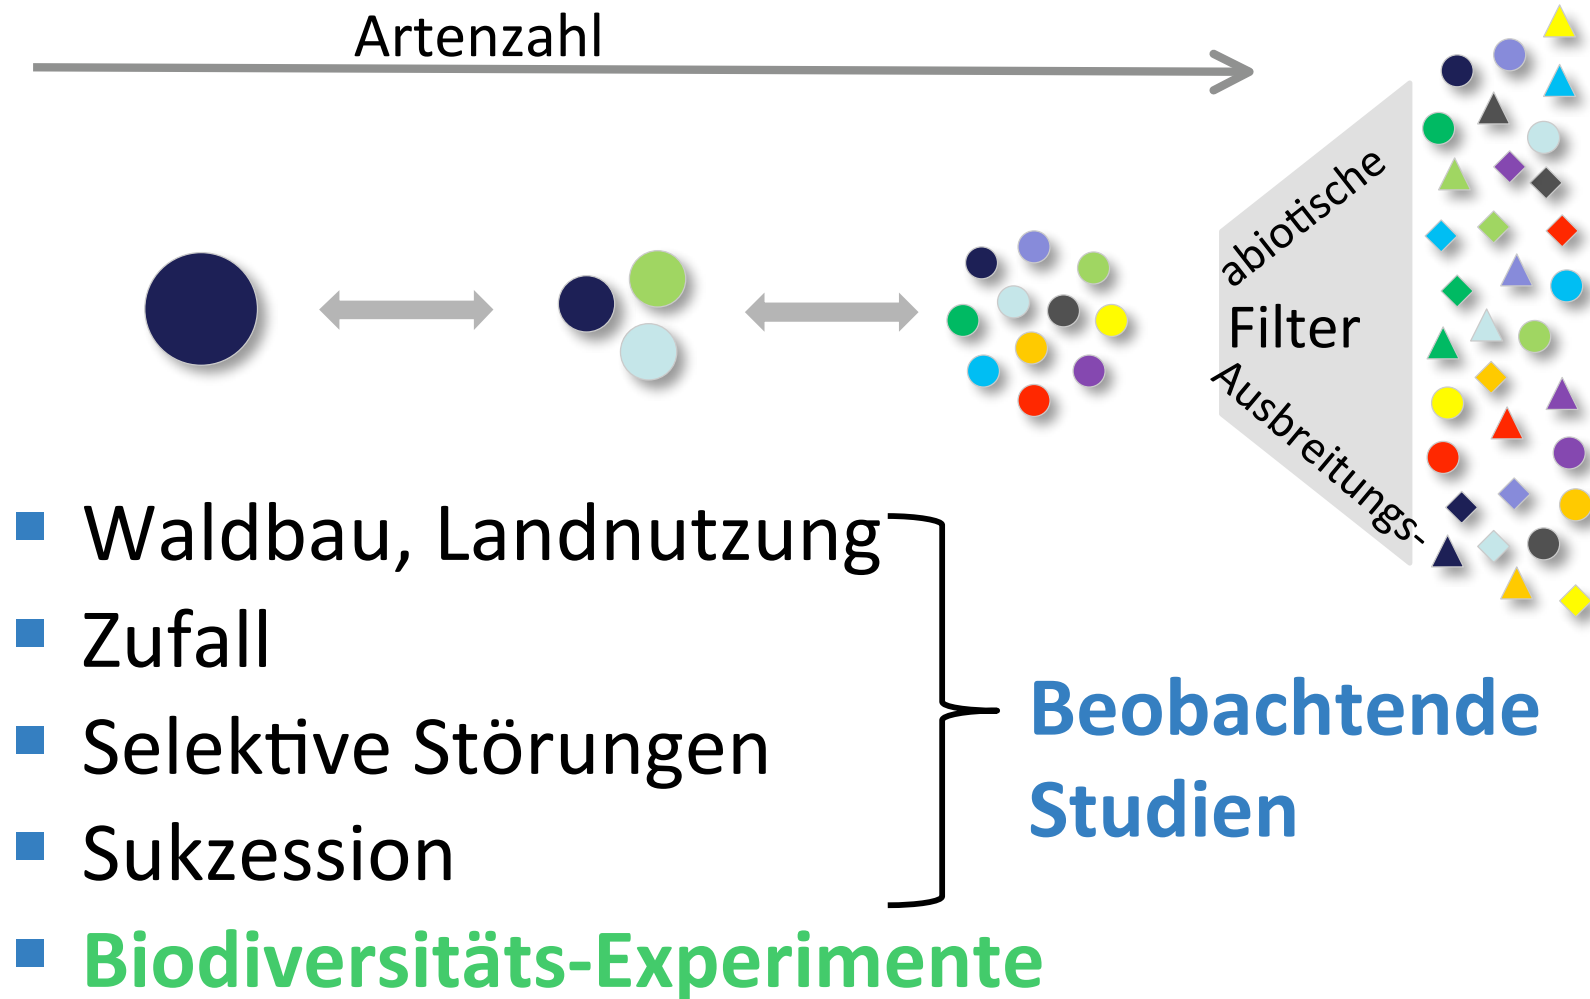 Artenzahl
abiotische
Filter
Ausbreitungs-
Waldbau, Landnutzung
Zufall
Selektive Störungen
Sukzession
Beobachtende
Studien
Biodiversitäts-Experimente